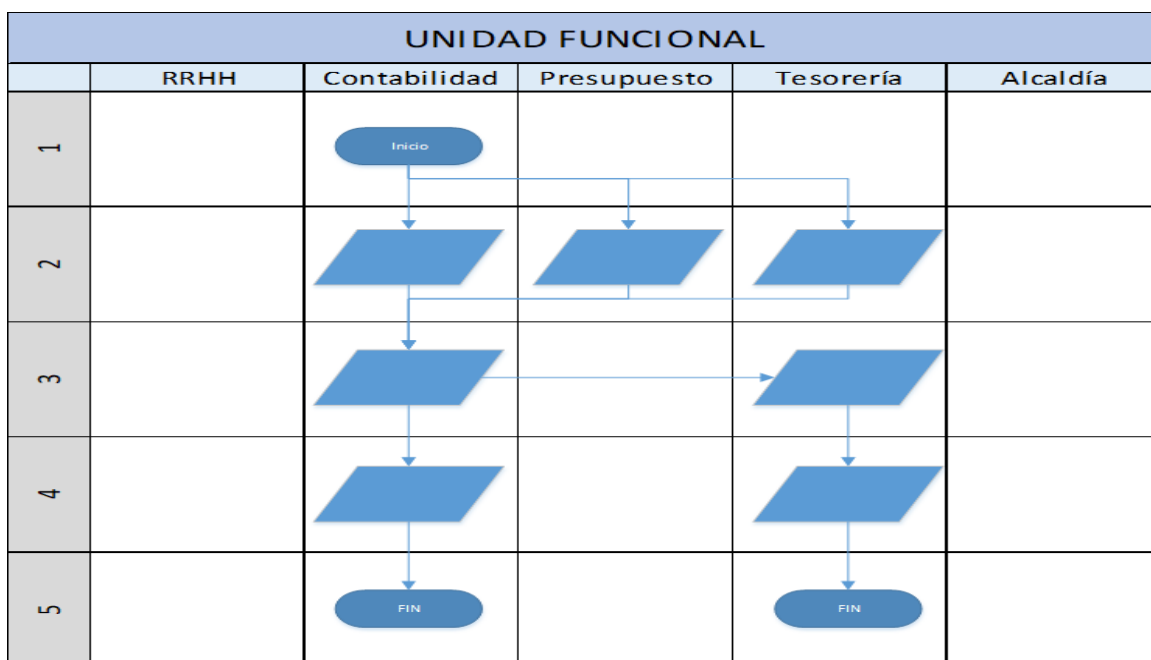 UNIDAD FUNCIONAL
RRHH Contabilidad Presupuesto Tesorería Alcaldía
1
Inicio
2
3
4
5
FIN FIN